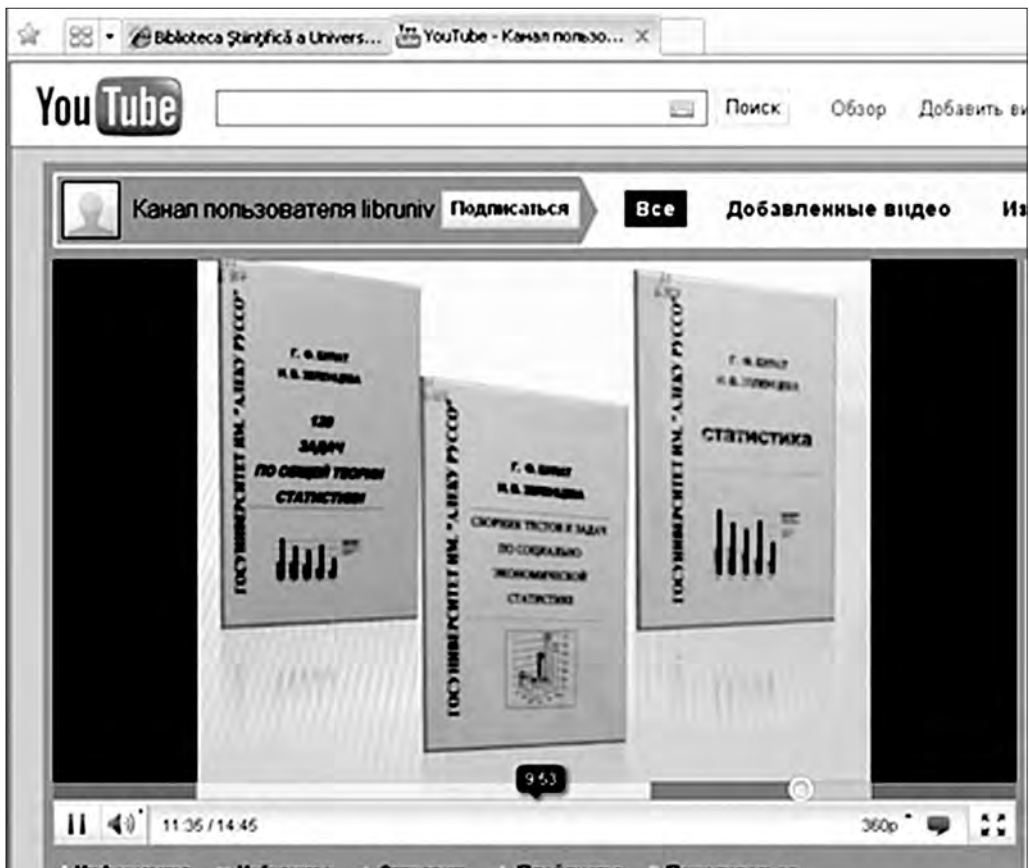 Biblioteca Ştiinţifică a Univers...
YouTube - Канал пользо...
YouTube
Поиск
Обзор
Добавить ви
Канал пользователя libruniv
Подписаться
Все
Добавленные видео
Из
ГОСУНИВЕРСИТЕТ ИМ. "АЛЕКУ РУССО"
120
ЗАДАЧ
ПО ОБЩЕЙ ТЕОРИИ
СТАТИСТИКИ
ГОСУНИВЕРСИТЕТ ИМ. "АЛЕКУ РУССО"
СБОРНИК ТЕСТОВ И ЗАДАЧ
ПО СОЦИАЛЬНО
ЭКОНОМИЧЕСКОЙ
СТАТИСТИКЕ
ГОСУНИВЕРСИТЕТ ИМ. "АЛЕКУ РУССО"
СТАТИСТИКА
9:53
11:35 / 14:45
360p